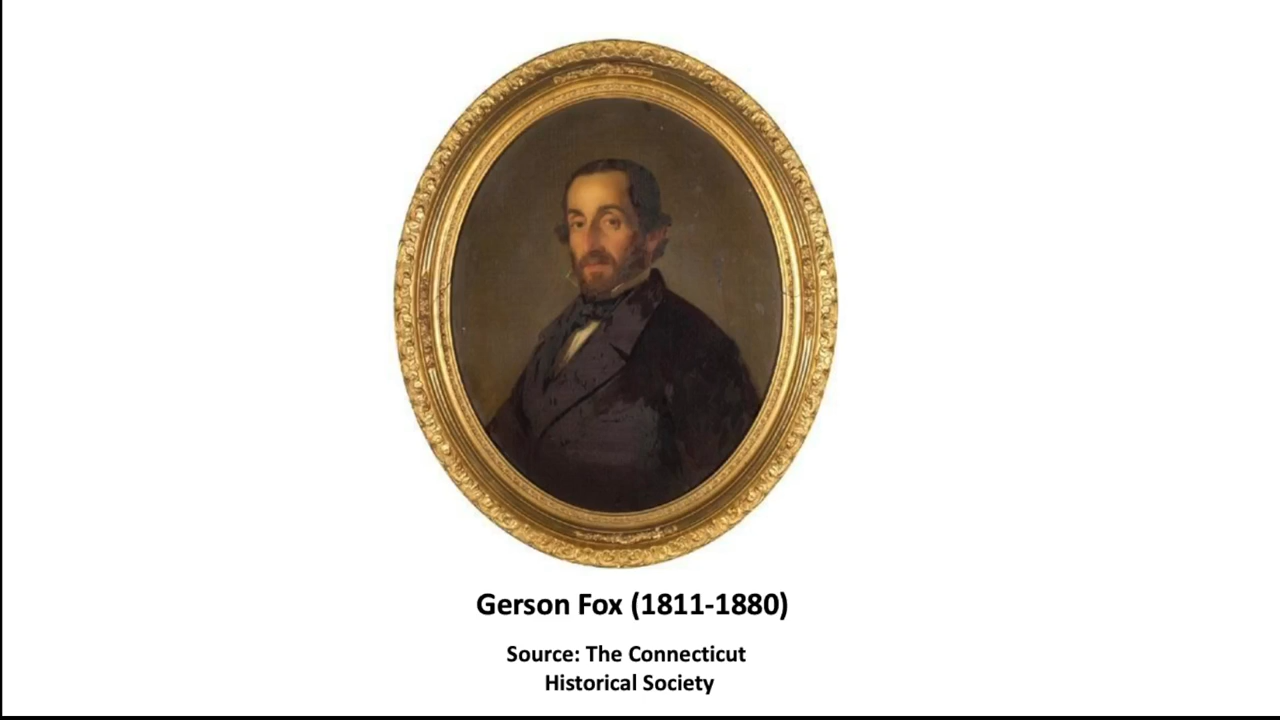 Gerson Fox (1811-1880)
Source: The Connecticut
Historical Society